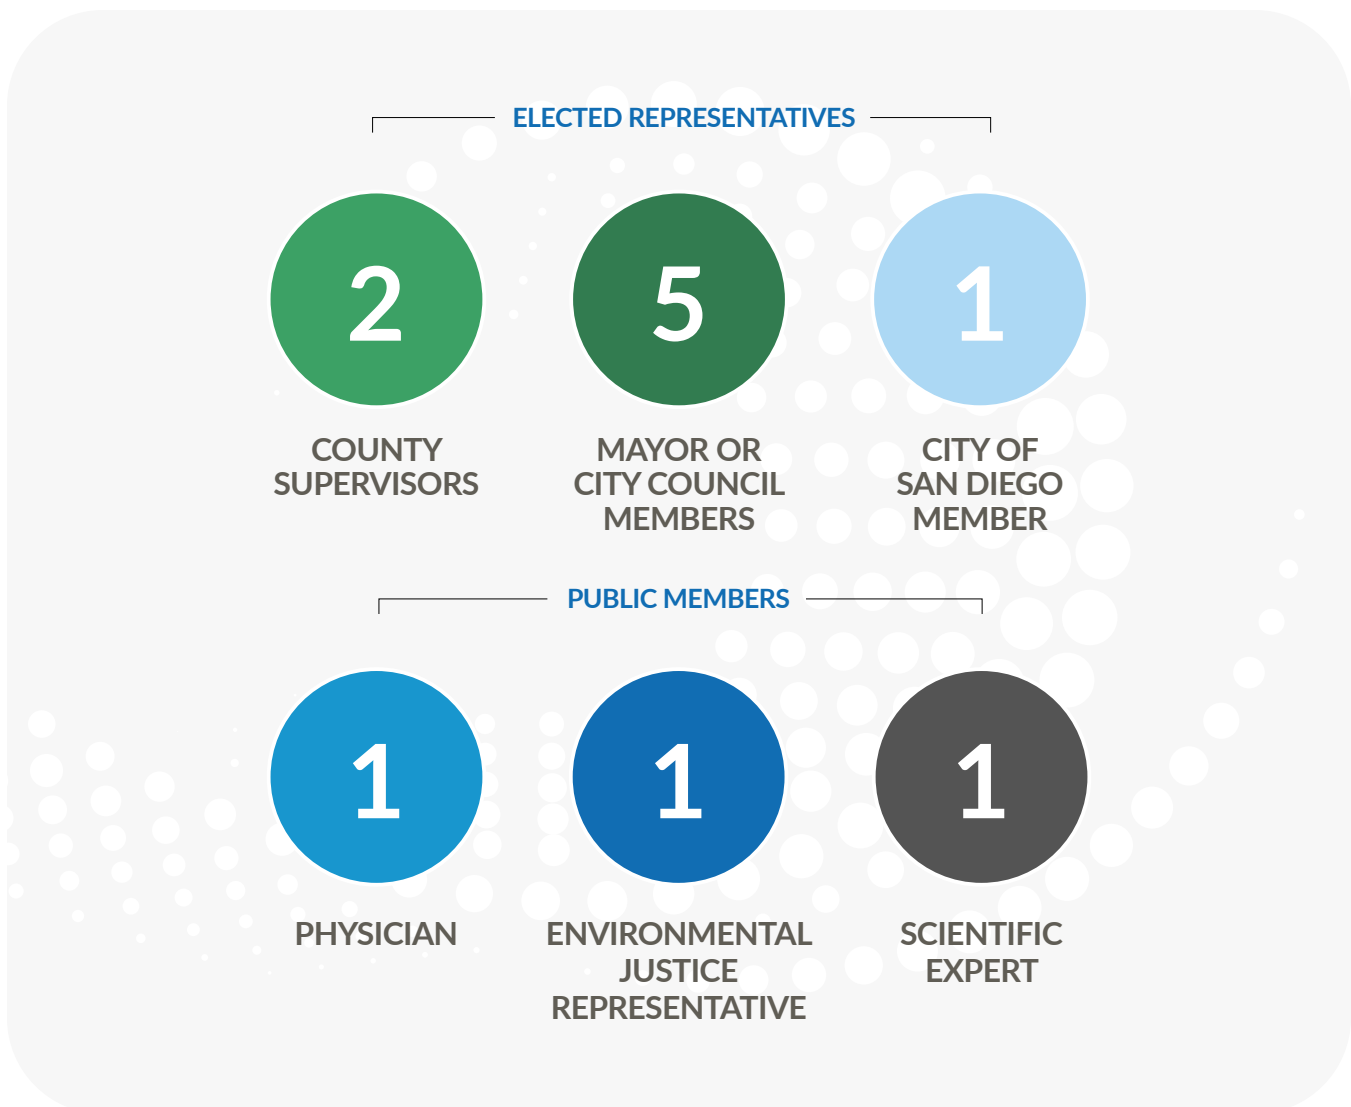 ELECTED REPRESENTATIVES
2
5
1
COUNTY
SUPERVISORS
MAYOR OR
CITY COUNCIL
MEMBERS
CITY OF
SAN DIEGO
MEMBER
PUBLIC MEMBERS
1
1
1
PHYSICIAN
ENVIRONMENTAL
JUSTICE
REPRESENTATIVE
SCIENTIFIC
EXPERT